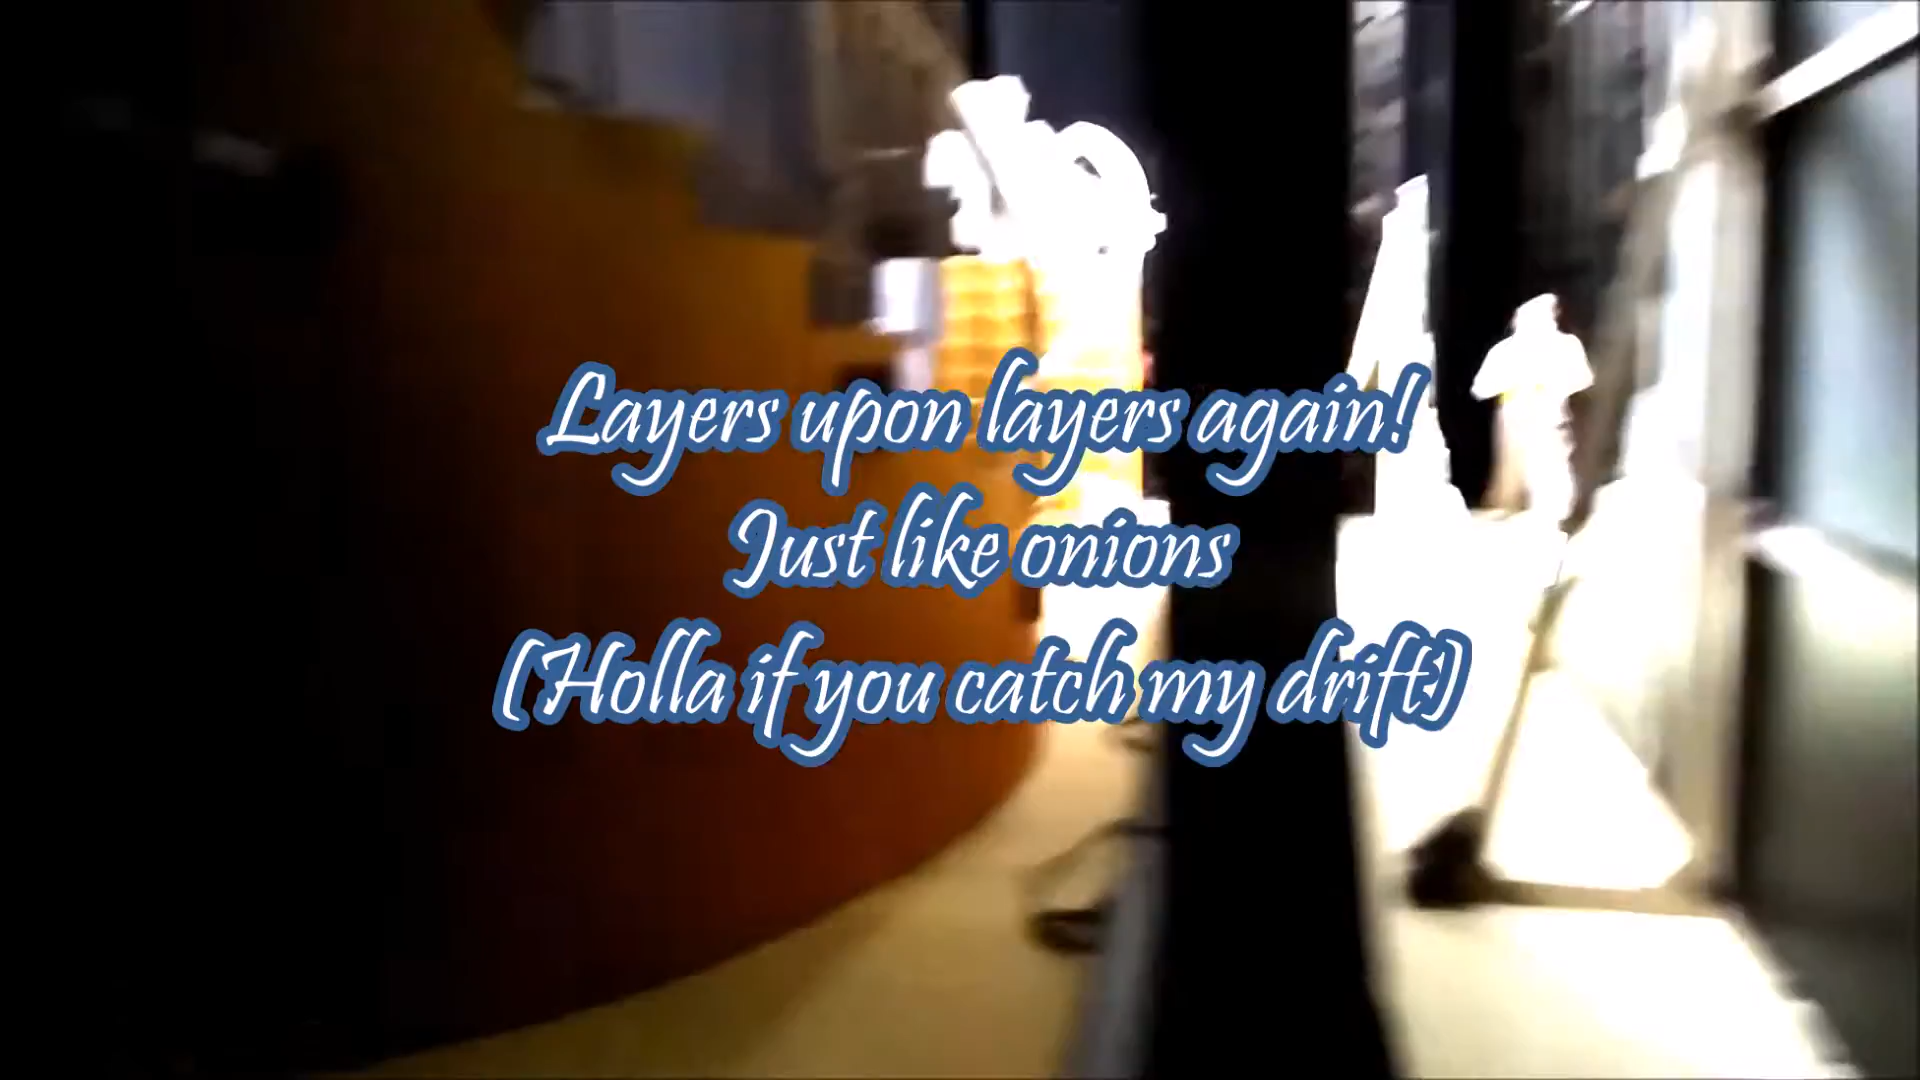 Layers upon layers again!
Just like onions
(Holla if you catch my drift)